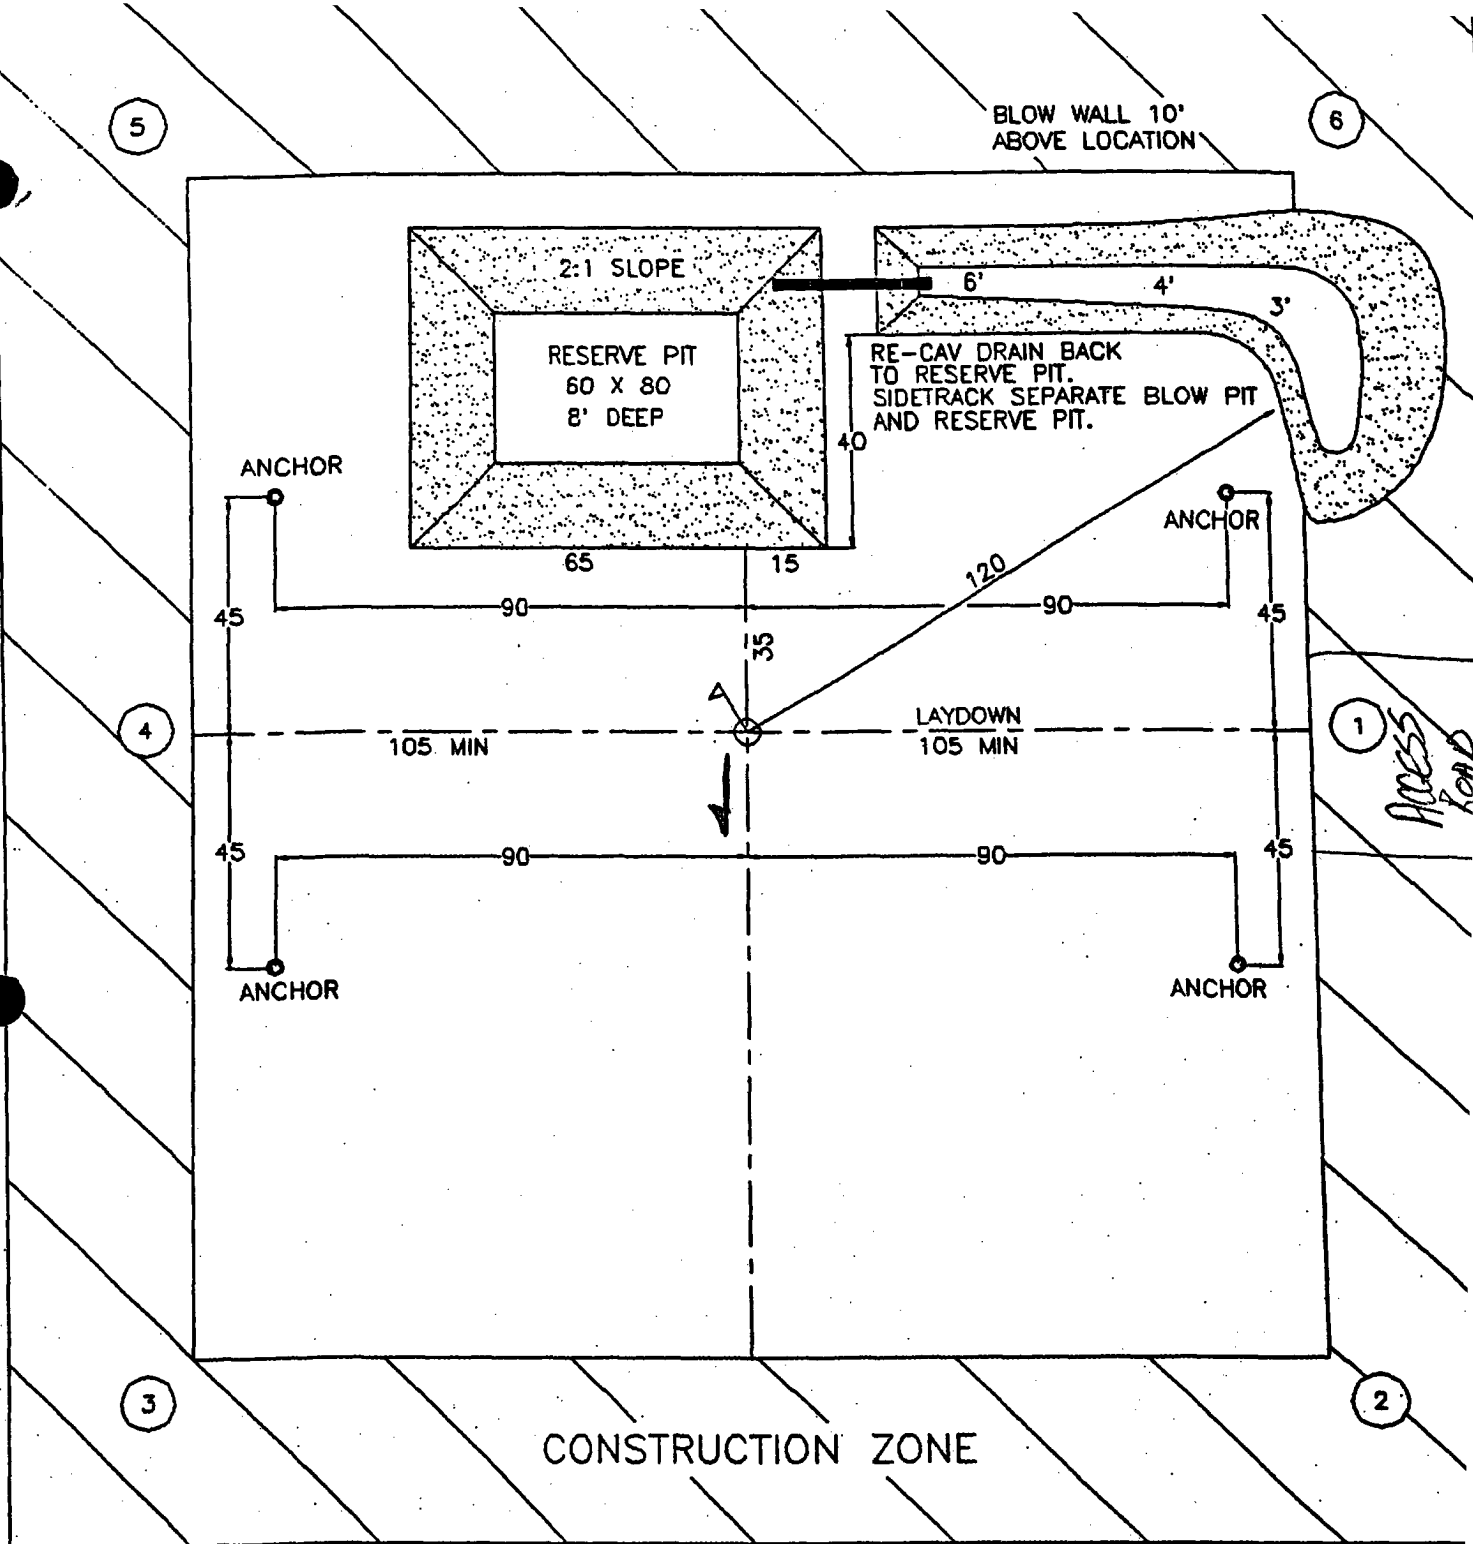 5
BLOW WALL 10'
ABOVE LOCATION
6
2:1 SLOPE
6'
4'
3'
RESERVE PIT
60 X 80
8' DEEP
RE-CAV DRAIN BACK
TO RESERVE PIT.
SIDETRACK SEPARATE BLOW PIT
AND RESERVE PIT.
40
ANCHOR
ANCHOR
65
15
120
45
90
90
45
35
4
105 MIN
LAYDOWN
105 MIN
1
ACCESS
ROAD
45
90
90
45
ANCHOR
ANCHOR
3
2
CONSTRUCTION ZONE